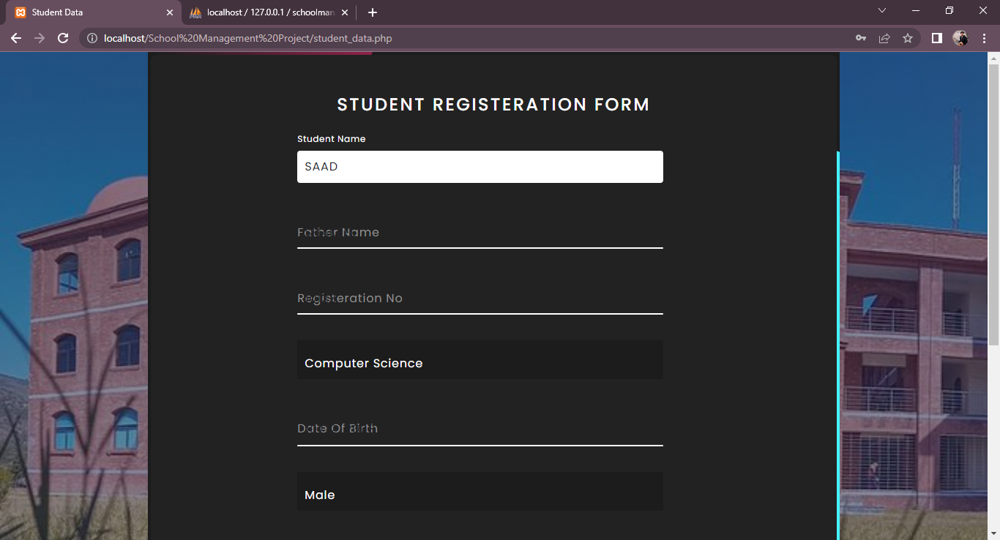 Student Data
localhost / 127.0.0.1 / schoolman
localhost/School%20Management%20Project/student_data.php
STUDENT REGISTERATION FORM
Student Name
SAAD
Father Name
Registeration No
Computer Science
Date Of Birth
Male